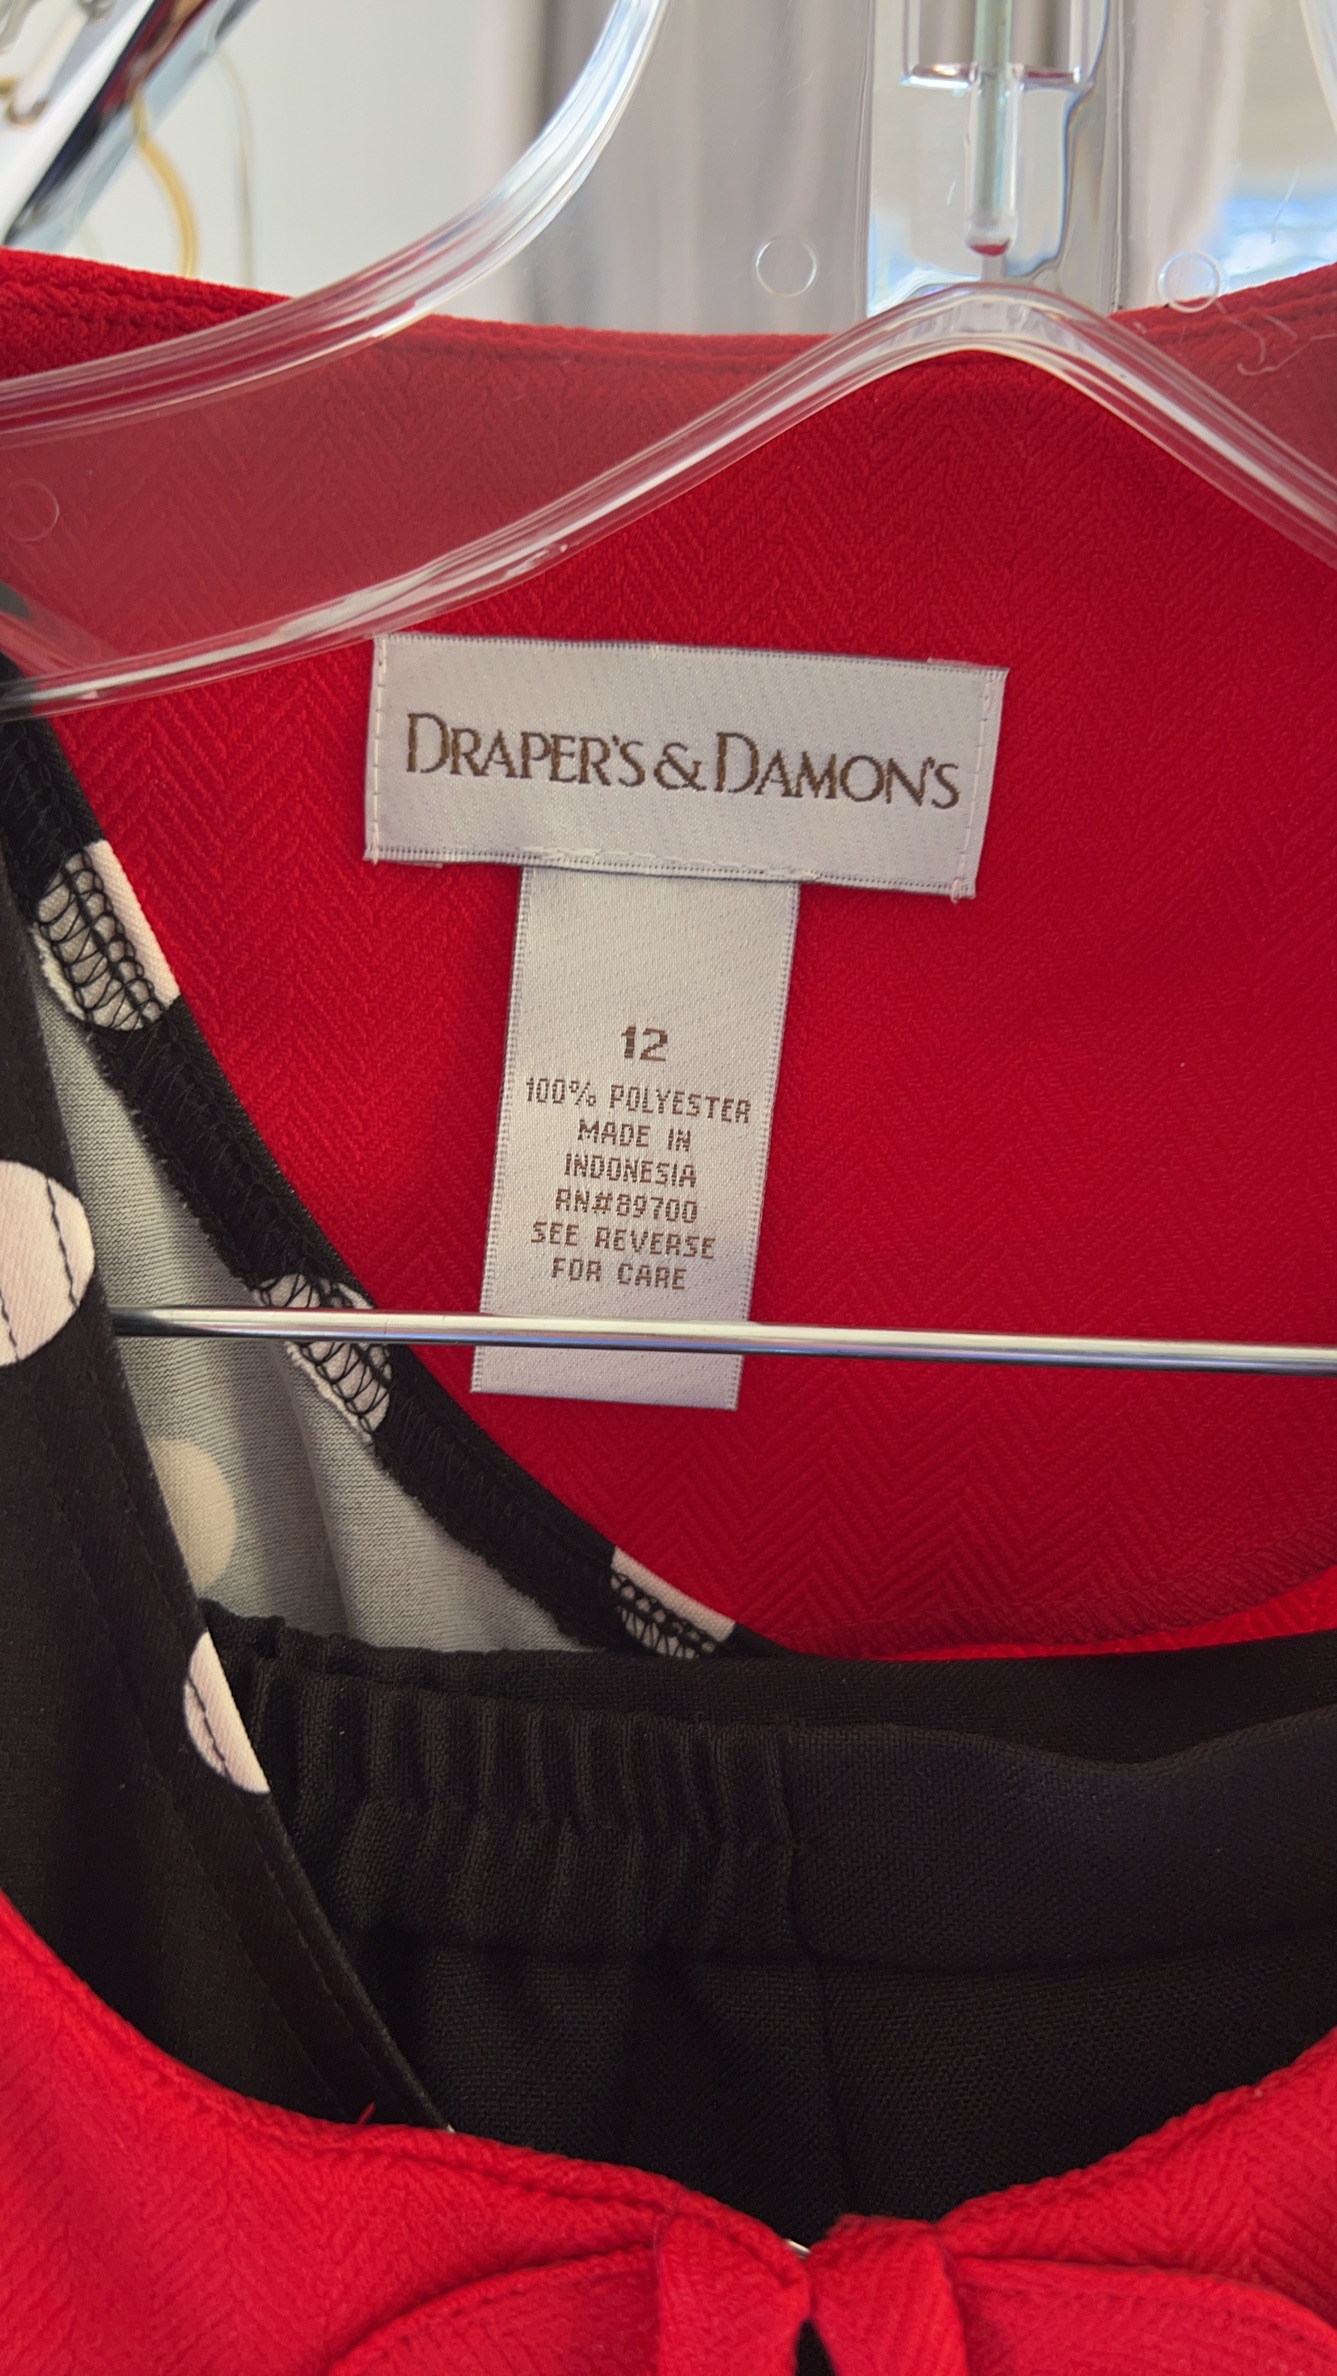 DRAPER'S & DAMON'S
12
100% POLYESTER
MADE IN
INDONESIA
RN#89700
SEE REVERSE
FOR CARE